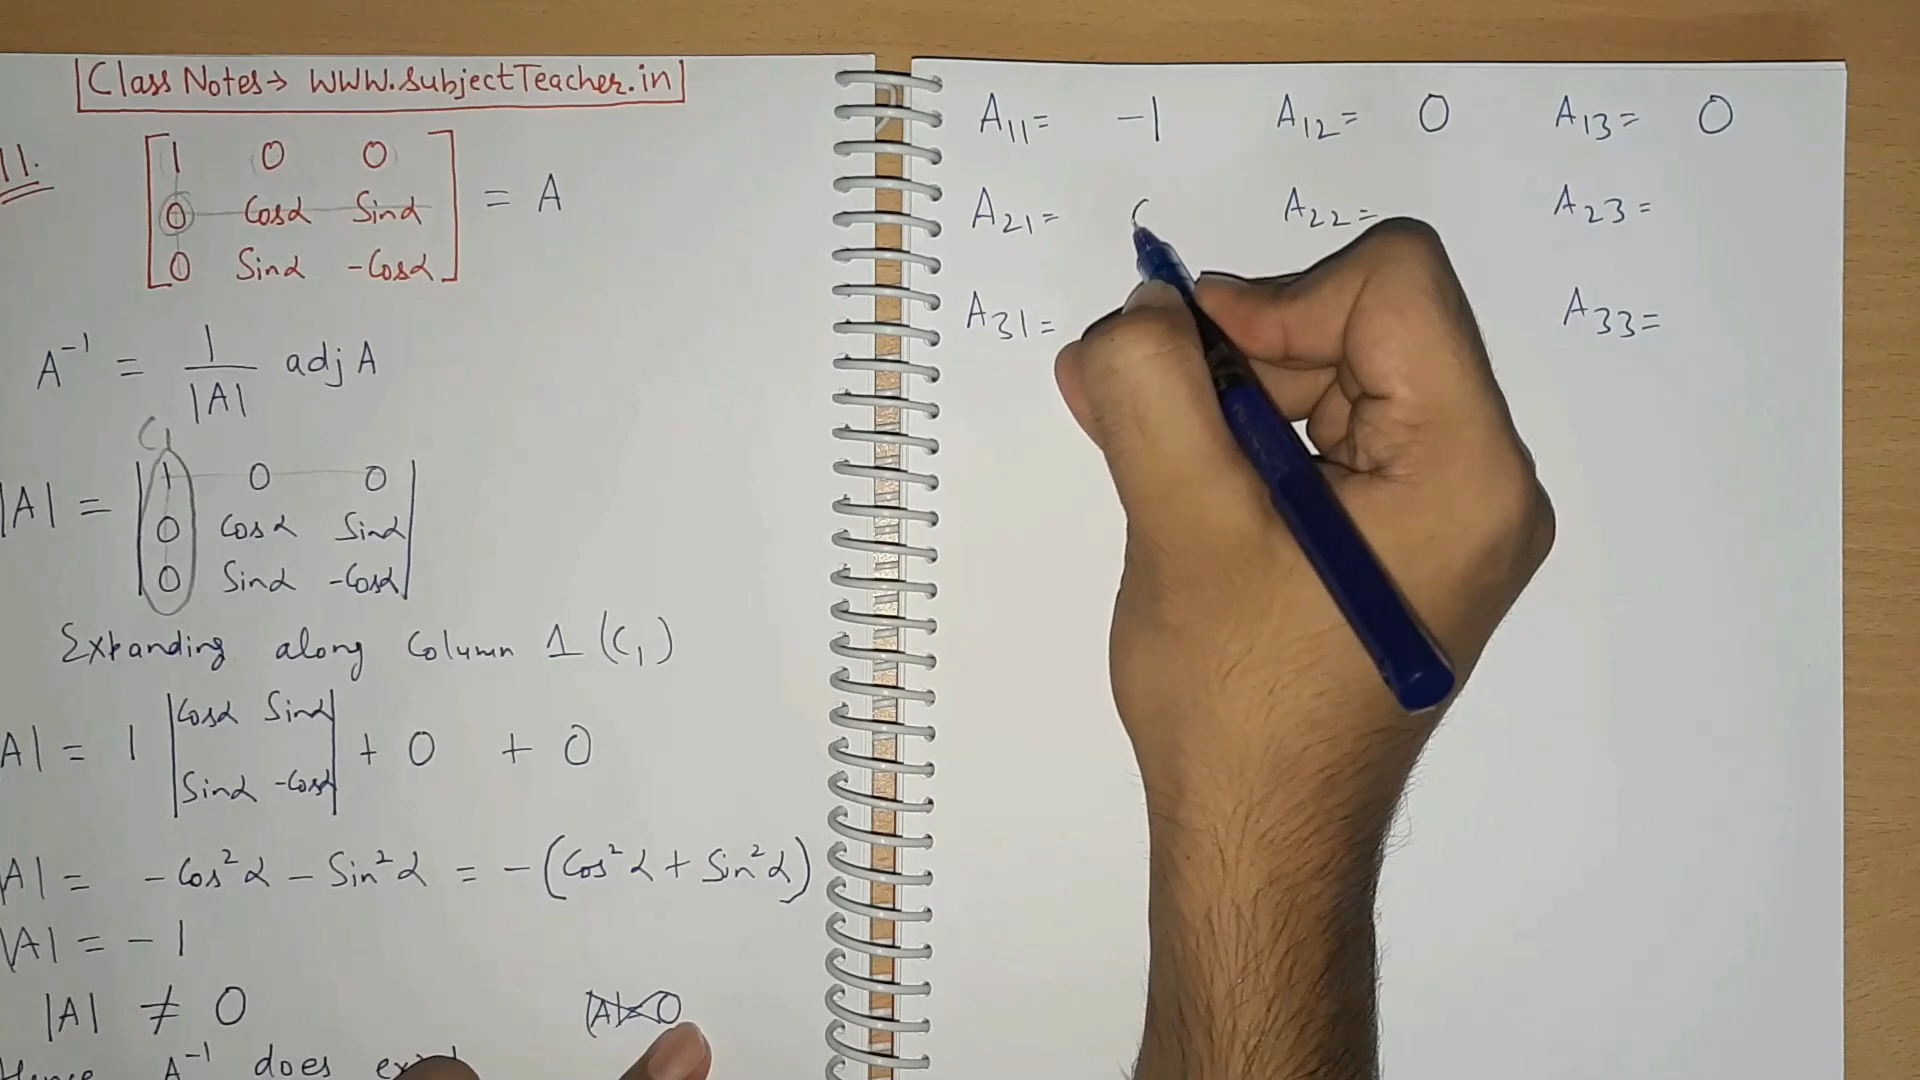 Class Notes → WWW.SubjectTeacher.in
11.
[1 0 0
0 Cosα Sinα
0 Sinα -Cosα] = A
A⁻¹ = 1/|A| adj A
C₁
|A| = |1 0 0
0 Cosα Sinα
0 Sinα -Cosα|
Expanding along Column 1 (C₁)
A| = 1 |Cosα Sinα
Sinα -Cosα| + 0 + 0
A| = -Cos²α - Sin²α = -(Cos²α + Sin²α)
|A| = -1
|A| ≠ 0
Hence A⁻¹ does
A₁₁= -1 A₁₂= 0 A₁₃= 0
A₂₁= A₂₂= A₂₃=
A₃₁= A₃₃=